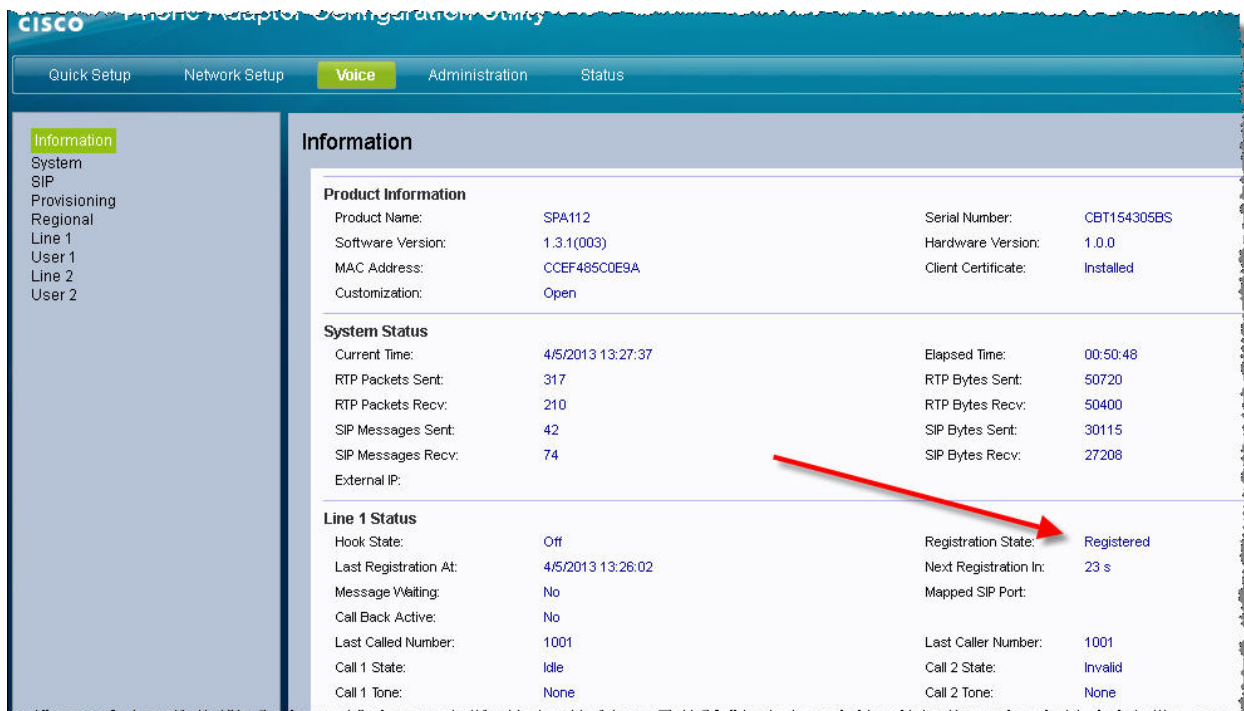 CISCO Phone Adaptor Configuration Utility
Quick Setup Network Setup Voice Administration Status
Information
System
SIP
Provisioning
Regional
Line 1
User 1
Line 2
User 2
Information
Product Information
Product Name: SPA112 Serial Number: CBT154305BS
Software Version: 1.3.1(003) Hardware Version: 1.0.0
MAC Address: CCEF485C0E9A Client Certificate: Installed
Customization: Open
System Status
Current Time: 4/5/2013 13:27:37 Elapsed Time: 00:50:48
RTP Packets Sent: 317 RTP Bytes Sent: 50720
RTP Packets Recv: 210 RTP Bytes Recv: 50400
SIP Messages Sent: 42 SIP Bytes Sent: 30115
SIP Messages Recv: 74 SIP Bytes Recv: 27208
External IP:
Line 1 Status
Hook State: Off Registration State: Registered
Last Registration At: 4/5/2013 13:26:02 Next Registration In: 23 s
Message Waiting: No Mapped SIP Port:
Call Back Active: No
Last Called Number: 1001 Last Caller Number: 1001
Call 1 State: Idle Call 2 State: Invalid
Call 1 Tone: None Call 2 Tone: None